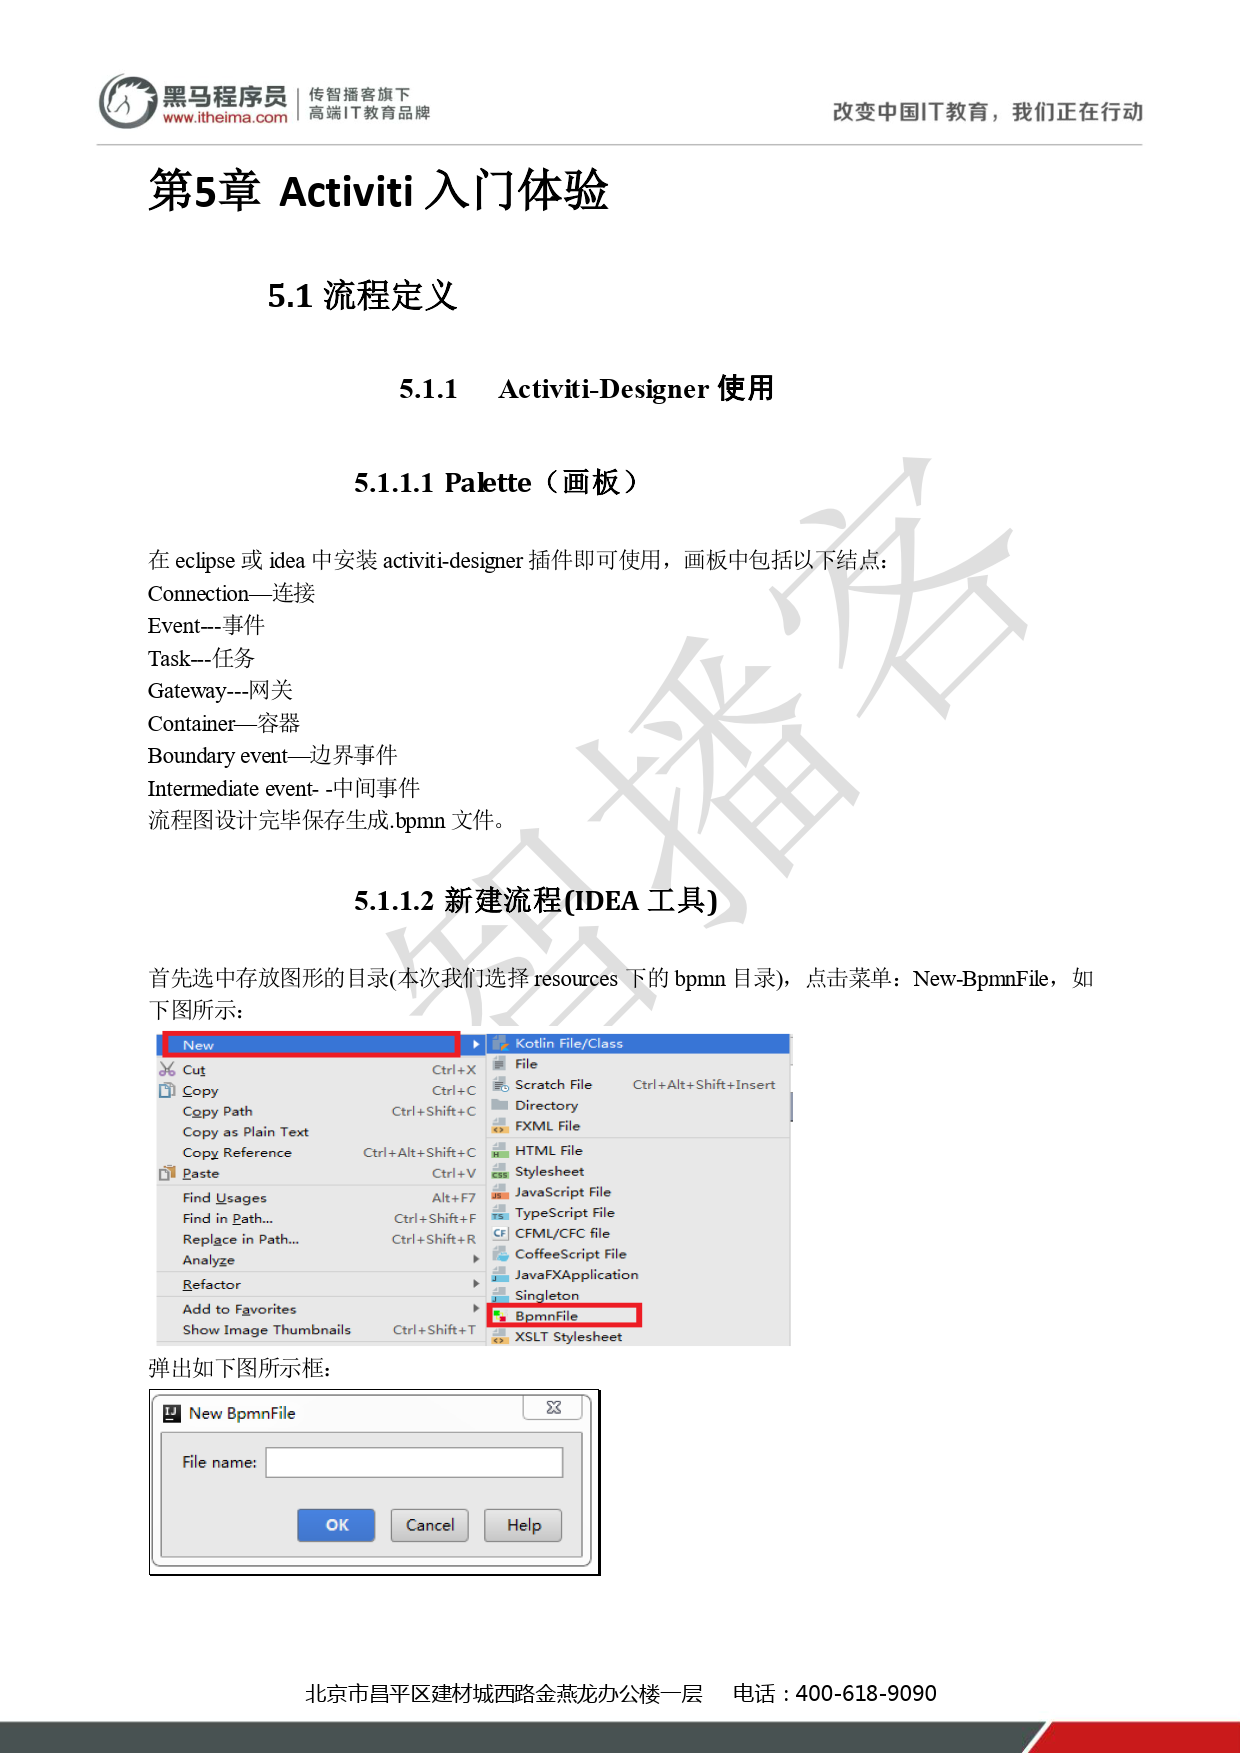 黑马程序员
www.itheima.com
传智播客旗下
高端IT教育品牌
改变中国IT教育，我们正在行动
第5章 Activiti 入门体验
5.1 流程定义
5.1.1 Activiti-Designer 使用
5.1.1.1 Palette（画板）
在 eclipse 或 idea 中安装 activiti-designer 插件即可使用，画板中包括以下结点：
Connection—连接
Event---事件
Task---任务
Gateway---网关
Container—容器
Boundary event—边界事件
Intermediate event- -中间事件
流程图设计完毕保存生成.bpmn 文件。
5.1.1.2 新建流程(IDEA 工具)
首先选中存放图形的目录(本次我们选择 resources 下的 bpmn 目录)，点击菜单：New-BpmnFile，如
下图所示：
New
Cut Ctrl+X
Copy Ctrl+C
Copy Path Ctrl+Shift+C
Copy as Plain Text
Copy Reference Ctrl+Alt+Shift+C
Paste Ctrl+V
Find Usages Alt+F7
Find in Path... Ctrl+Shift+F
Replace in Path... Ctrl+Shift+R
Analyze
Refactor
Add to Favorites
Show Image Thumbnails Ctrl+Shift+T
Kotlin File/Class
File
Scratch File Ctrl+Alt+Shift+Insert
Directory
FXML File
HTML File
Stylesheet
JavaScript File
TypeScript File
CFML/CFC file
CoffeeScript File
JavaFXApplication
Singleton
BpmnFile
XSLT Stylesheet
弹出如下图所示框：
New BpmnFile
File name:
OK Cancel Help
智播客
北京市昌平区建材城西路金燕龙办公楼一层 电话：400-618-9090